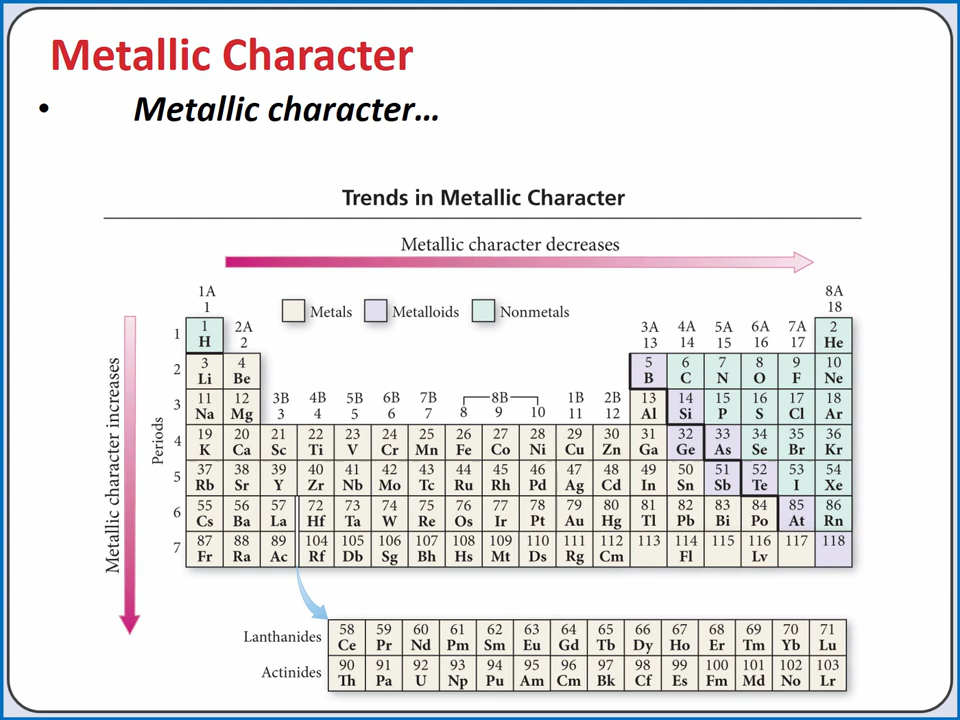 Metallic Character
• Metallic character…
Trends in Metallic Character
Metallic character decreases
Metallic character increases
Periods
Metals Metalloids Nonmetals
1A 8A
1 18
1 1 2A 3A 4A 5A 6A 7A 2
H 2 13 14 15 16 17 He
2 3 4 5 6 7 8 9 10
Li Be B C N O F Ne
3 11 12 3B 4B 5B 6B 7B 8B 1B 2B 13 14 15 16 17 18
Na Mg 3 4 5 6 7 8 9 10 11 12 Al Si P S Cl Ar
4 19 20 21 22 23 24 25 26 27 28 29 30 31 32 33 34 35 36
K Ca Sc Ti V Cr Mn Fe Co Ni Cu Zn Ga Ge As Se Br Kr
5 37 38 39 40 41 42 43 44 45 46 47 48 49 50 51 52 53 54
Rb Sr Y Zr Nb Mo Tc Ru Rh Pd Ag Cd In Sn Sb Te I Xe
6 55 56 57 72 73 74 75 76 77 78 79 80 81 82 83 84 85 86
Cs Ba La Hf Ta W Re Os Ir Pt Au Hg Tl Pb Bi Po At Rn
7 87 88 89 104 105 106 107 108 109 110 111 112 113 114 115 116 117 118
Fr Ra Ac Rf Db Sg Bh Hs Mt Ds Rg Cm Fl Lv
Lanthanides 58 59 60 61 62 63 64 65 66 67 68 69 70 71
Ce Pr Nd Pm Sm Eu Gd Tb Dy Ho Er Tm Yb Lu
Actinides 90 91 92 93 94 95 96 97 98 99 100 101 102 103
Th Pa U Np Pu Am Cm Bk Cf Es Fm Md No Lr